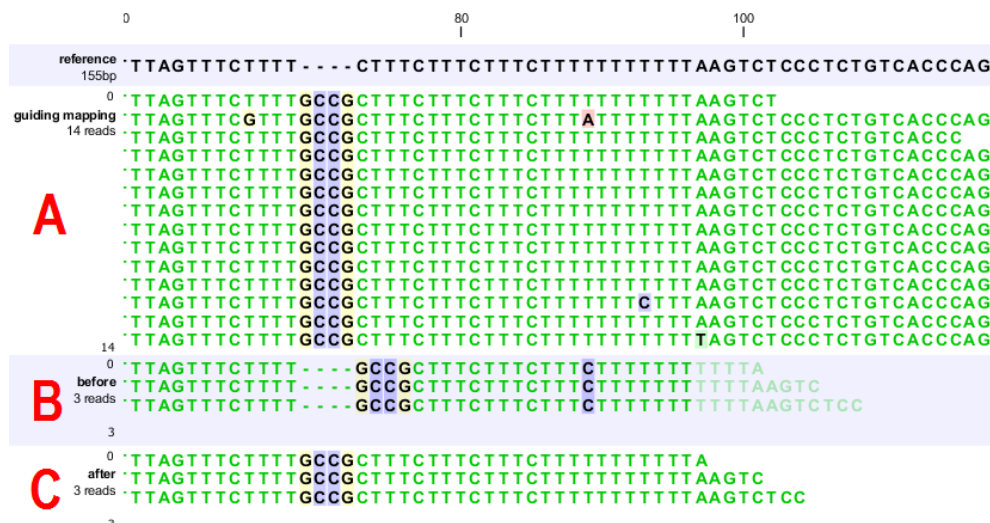 0 80 100
reference TTAGTTTCTTTT----CTTTCTTTCTTTCTTTTTTTTTTTAAGTCTCCCTCTGTCACCCAG
155bp
0 TTAGTTTCTTTTGCCGCTTTCTTTCTTTCTTTTTTTTTTTAAGTCT
guiding mapping TTAGTTTCGTTTGCCGCTTTCTTTCTTTCTTTATTTTTTTAAGTCTCCCTCTGTCACCCAG
14 reads TTAGTTTCTTTTGCCGCTTTCTTTCTTTCTTTTTTTTTTTAAGTCTCCCTCTGTCACCC
TTAGTTTCTTTTGCCGCTTTCTTTCTTTCTTTTTTTTTTTAAGTCTCCCTCTGTCACCCAG
TTAGTTTCTTTTGCCGCTTTCTTTCTTTCTTTTTTTTTTTAAGTCTCCCTCTGTCACCCAG
TTAGTTTCTTTTGCCGCTTTCTTTCTTTCTTTTTTTTTTTAAGTCTCCCTCTGTCACCCAG
A TTAGTTTCTTTTGCCGCTTTCTTTCTTTCTTTTTTTTTTTAAGTCTCCCTCTGTCACCCAG
TTAGTTTCTTTTGCCGCTTTCTTTCTTTCTTTTTTTTTTTAAGTCTCCCTCTGTCACCCAG
TTAGTTTCTTTTGCCGCTTTCTTTCTTTCTTTTTTTTTTTAAGTCTCCCTCTGTCACCCAG
TTAGTTTCTTTTGCCGCTTTCTTTCTTTCTTTTTTTTTTTAAGTCTCCCTCTGTCACCCAG
TTAGTTTCTTTTGCCGCTTTCTTTCTTTCTTTTTTTTTTTAAGTCTCCCTCTGTCACCCAG
TTAGTTTCTTTTGCCGCTTTCTTTCTTTCTTTTTTTCTTTAAGTCTCCCTCTGTCACCCAG
TTAGTTTCTTTTGCCGCTTTCTTTCTTTCTTTTTTTTTTTAAGTCTCCCTCTGTCACCCAG
TTAGTTTCTTTTGCCGCTTTCTTTCTTTCTTTTTTTTTTTTAGTCTCCCTCTGTCACCCAG
14
0 TTAGTTTCTTTT----GCCGCTTTCTTTCTTTCTTTTTTTTTTTA
B before TTAGTTTCTTTT----GCCGCTTTCTTTCTTTCTTTTTTTTTTTAAGTC
3 reads TTAGTTTCTTTT----GCCGCTTTCTTTCTTTCTTTTTTTTTTTAAGTCTCC
3
0 TTAGTTTCTTTTGCCGCTTTCTTTCTTTCTTTTTTTTTTTA
C after TTAGTTTCTTTTGCCGCTTTCTTTCTTTCTTTTTTTTTTTAAGTC
3 reads TTAGTTTCTTTTGCCGCTTTCTTTCTTTCTTTTTTTTTTTAAGTCTCC